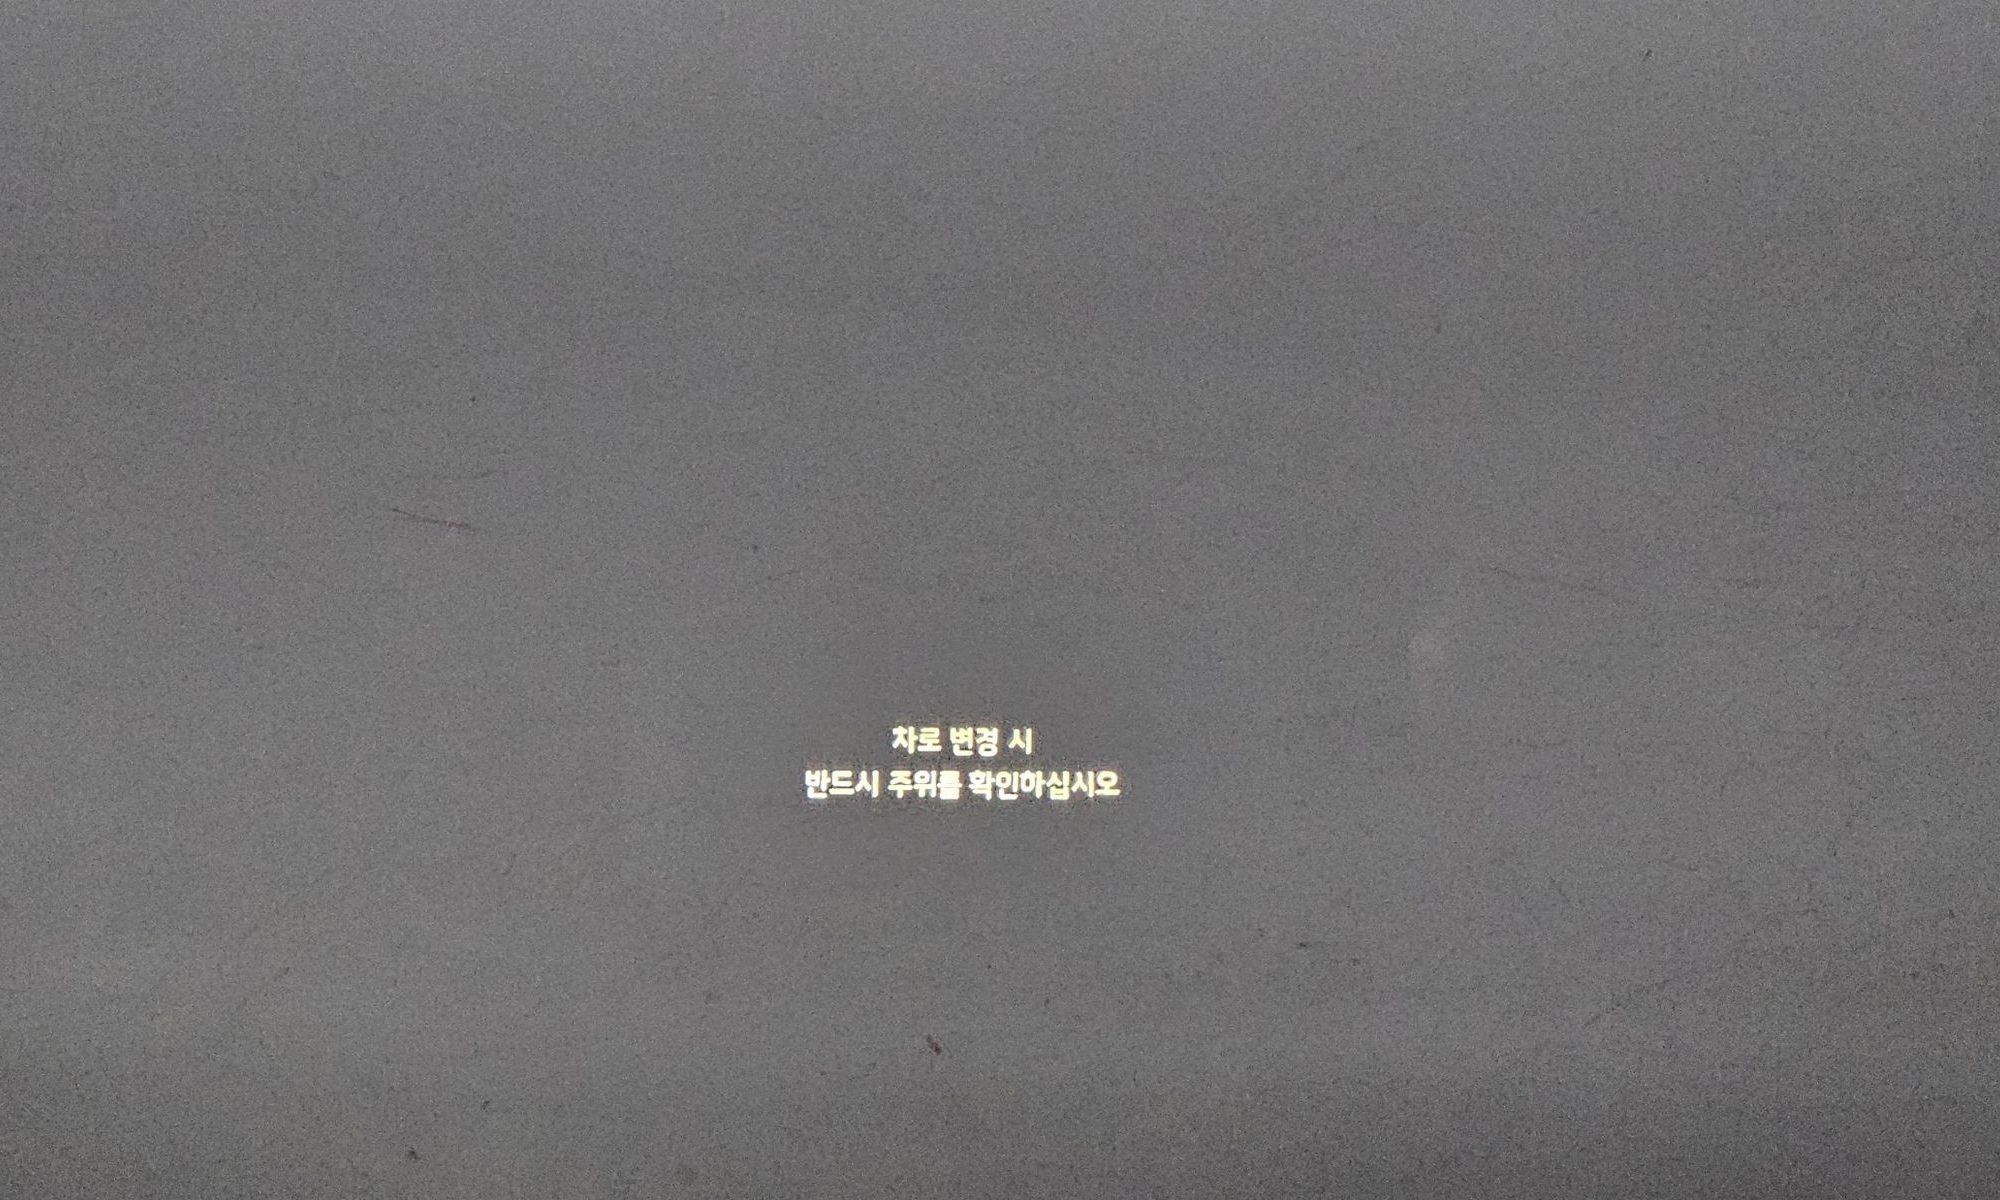 차로 변경 시
반드시 주위를 확인하십시오